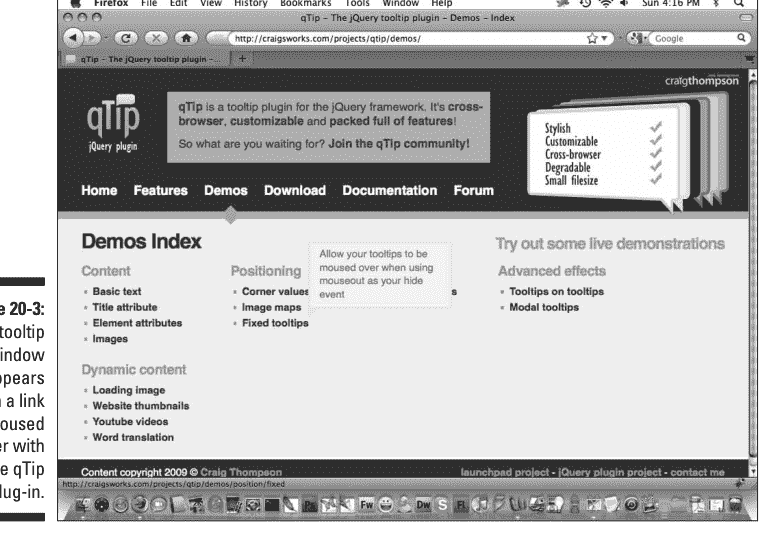 Firefox File Edit View History Bookmarks Tools Window Help
Sun 4:16 PM
qTip – The jQuery tooltip plugin – Demos – Index
http://craigsworks.com/projects/qtip/demos/
Google
qTip – The jQuery tooltip plugin –... +
craigthompson
qTip
jQuery plugin
qTip is a tooltip plugin for the jQuery framework. It's cross-
browser, customizable and packed full of features!
So what are you waiting for? Join the qTip community!
Stylish
Customizable
Cross-browser
Degradable
Small filesize
Home Features Demos Download Documentation Forum
Demos Index
Try out some live demonstrations
Content
Basic text
Title attribute
Element attributes
Images
Positioning
Corner values
Image maps
Fixed tooltips
Allow your tooltips to be
moused over when using
mouseout as your hide
event
s
Advanced effects
Tooltips on tooltips
Modal tooltips
Dynamic content
Loading image
Website thumbnails
Youtube videos
Word translation
Content copyright 2009 © Craig Thompson
launchpad project - jQuery plugin project - contact me
http://craigsworks.com/projects/qtip/demos/position/fixed
Fw
Dw
S
FL
e 20-3:
tooltip
indow
pears
a link
oused
er with
e qTip
lug-in.